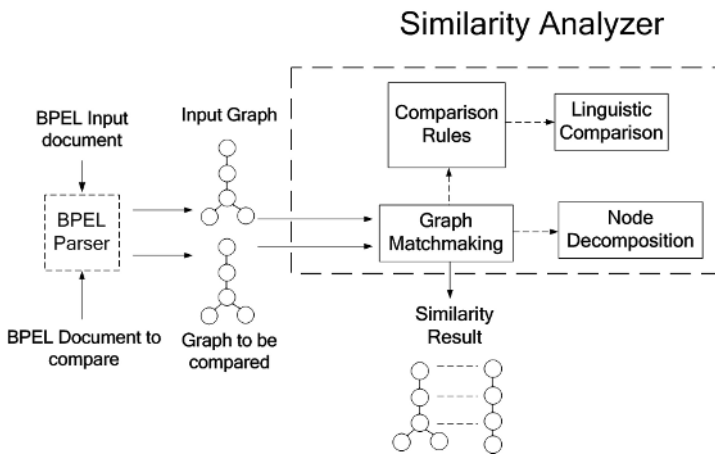 Similarity Analyzer
BPEL Input
document
Input Graph
Comparison
Rules
Linguistic
Comparison
BPEL
Parser
Graph
Matchmaking
Node
Decomposition
BPEL Document to
compare
Graph to be
compared
Similarity
Result